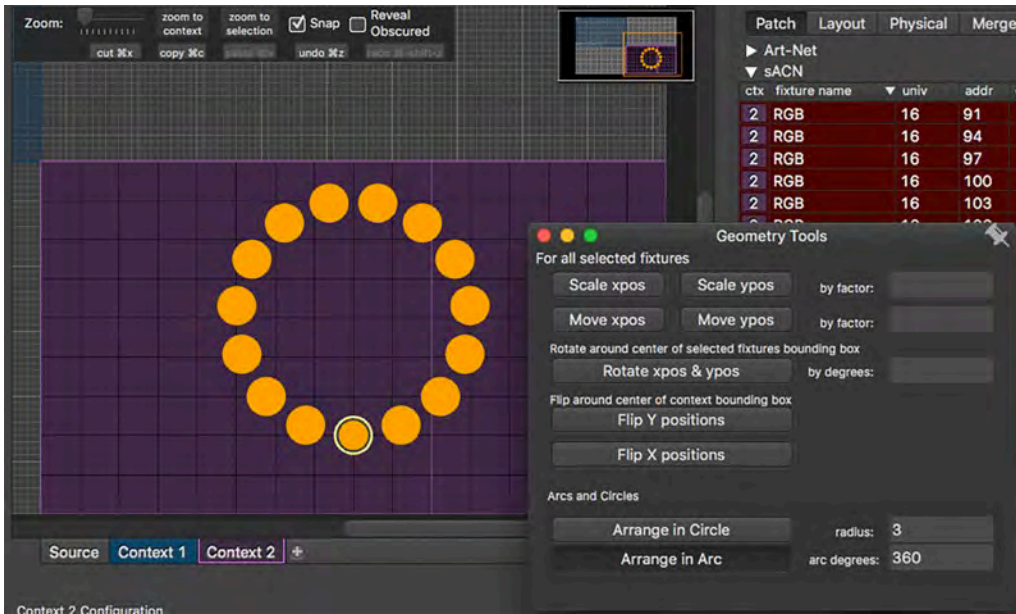 Zoom:
zoom to context
zoom to selection
Snap
Reveal Obscured
cut ⌘x
copy ⌘c
undo ⌘z
Patch Layout Physical Merge
▶ Art-Net
▼ sACN
ctx fixture name ▼ univ addr
2 RGB 16 91
2 RGB 16 94
2 RGB 16 97
2 RGB 16 100
2 RGB 16 103
Geometry Tools
For all selected fixtures
Scale xpos Scale ypos by factor:
Move xpos Move ypos by factor:
Rotate around center of selected fixtures bounding box
Rotate xpos & ypos by degrees:
Flip around center of context bounding box
Flip Y positions
Flip X positions
Arcs and Circles
Arrange in Circle radius: 3
Arrange in Arc arc degrees: 360
Source Context 1 Context 2 +
Context 2 Configuration